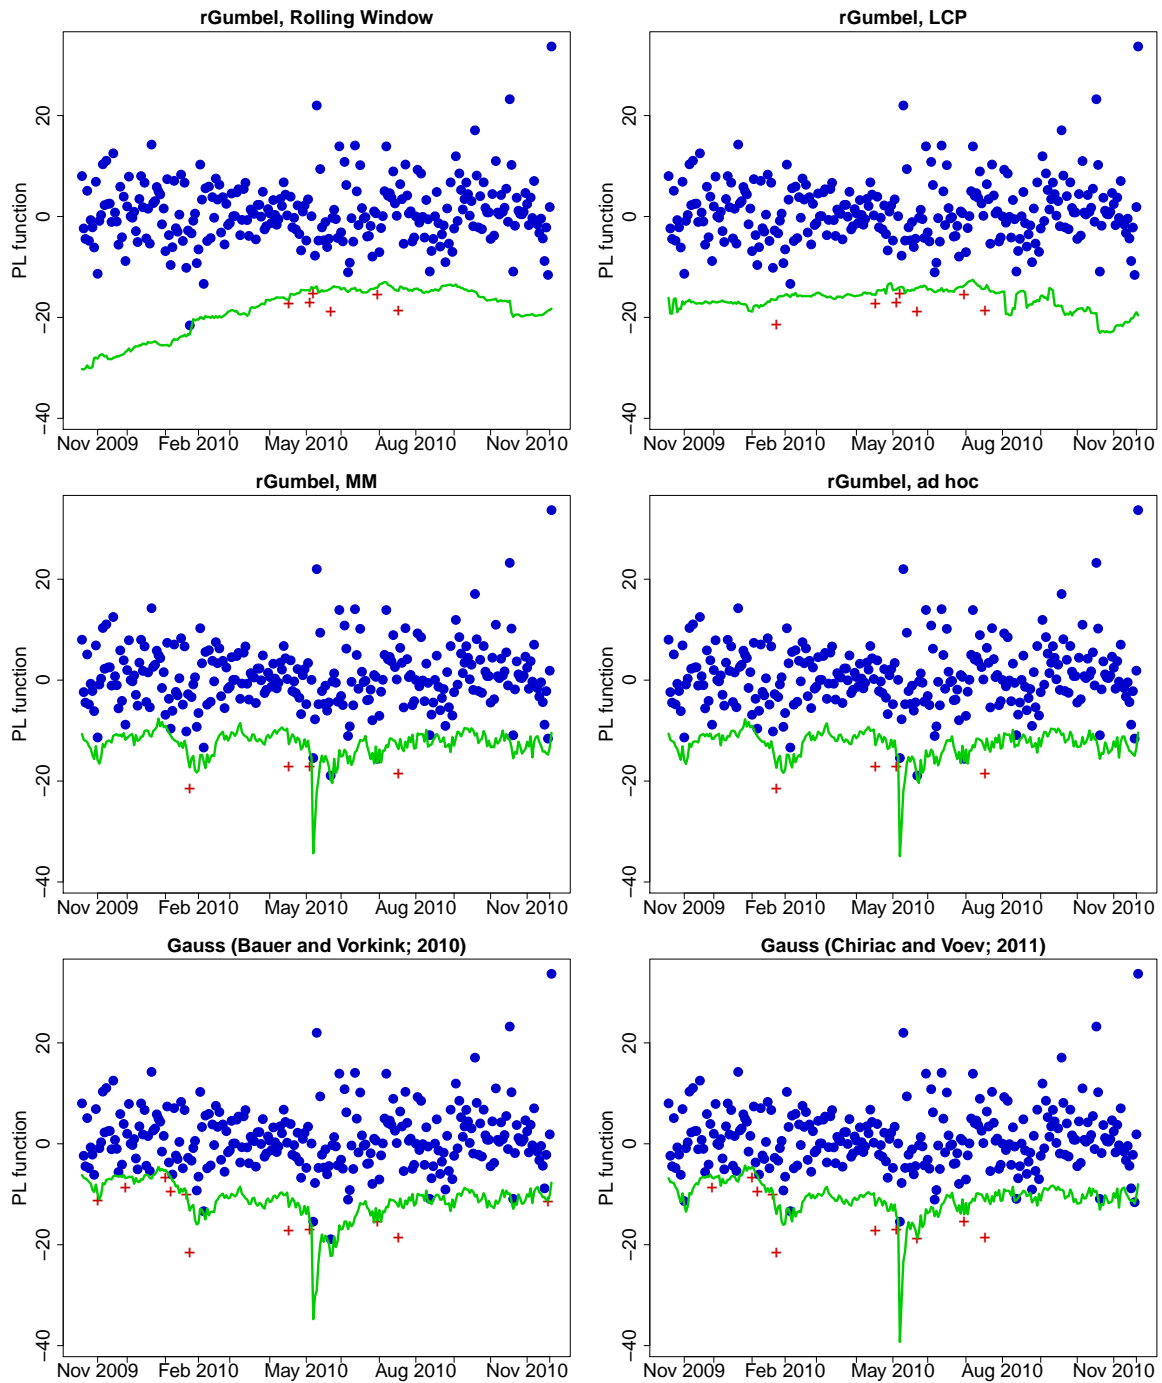 rGumbel, Rolling Window
PL function
20
0
−20
−40
Nov 2009 Feb 2010 May 2010 Aug 2010 Nov 2010
rGumbel, LCP
PL function
20
0
−20
−40
Nov 2009 Feb 2010 May 2010 Aug 2010 Nov 2010
rGumbel, MM
PL function
20
0
−20
−40
Nov 2009 Feb 2010 May 2010 Aug 2010 Nov 2010
rGumbel, ad hoc
PL function
20
0
−20
−40
Nov 2009 Feb 2010 May 2010 Aug 2010 Nov 2010
Gauss (Bauer and Vorkink; 2010)
PL function
20
0
−20
−40
Nov 2009 Feb 2010 May 2010 Aug 2010 Nov 2010
Gauss (Chiriac and Voev; 2011)
PL function
20
0
−20
−40
Nov 2009 Feb 2010 May 2010 Aug 2010 Nov 2010